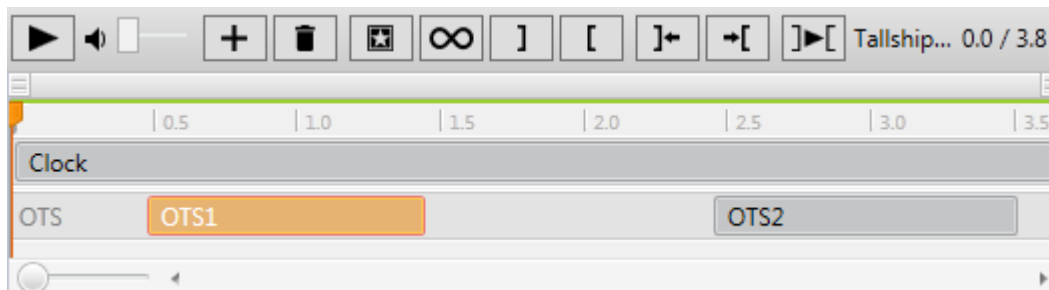 ] [ ]← →[ ]►[ Tallship... 0.0 / 3.8
0.5 1.0 1.5 2.0 2.5 3.0 3.5
Clock
OTS OTS1 OTS2